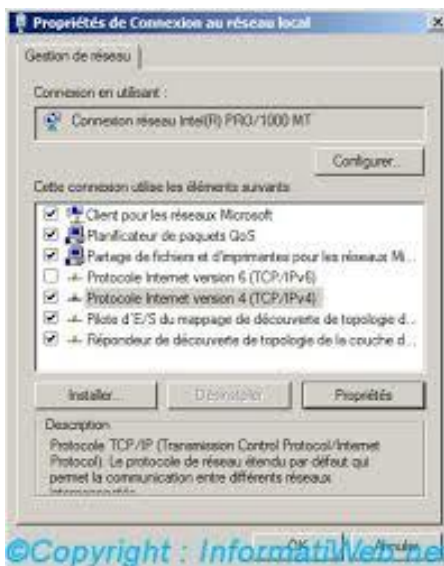 Propriétés de Connexion au réseau local
Gestion de réseau
Connexion en utilisant :
Connexion réseau Intel(R) PRO/1000 MT
Configurer...
Cette connexion utilise les éléments suivants
Client pour les réseaux Microsoft
Planificateur de paquets QoS
Partage de fichiers et d'imprimantes pour les réseaux Mi...
Protocole Internet version 6 (TCP/IPv6)
Protocole Internet version 4 (TCP/IPv4)
Pilote d'E/S du mappage de découverte de topologie d...
Répondeur de découverte de topologie de la couche d...
Installer... Désinstaller Propriétés
Description
Protocole TCP/IP (Transmission Control Protocol/Internet
Protocol). Le protocole de réseau étendu par défaut qui
permet la communication entre différents réseaux
interconnectés
OK Annuler
©Copyright : InformatiWeb.net